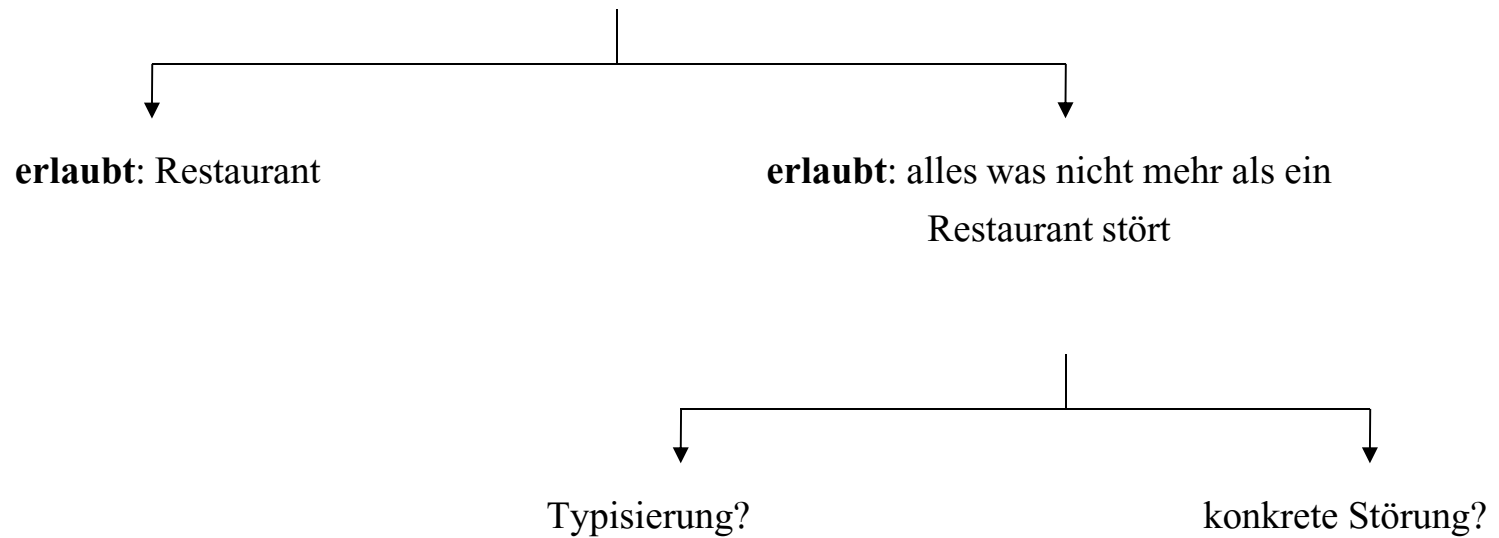 erlaubt: Restaurant
erlaubt: alles was nicht mehr als ein
Restaurant stört
Typisierung?
konkrete Störung?